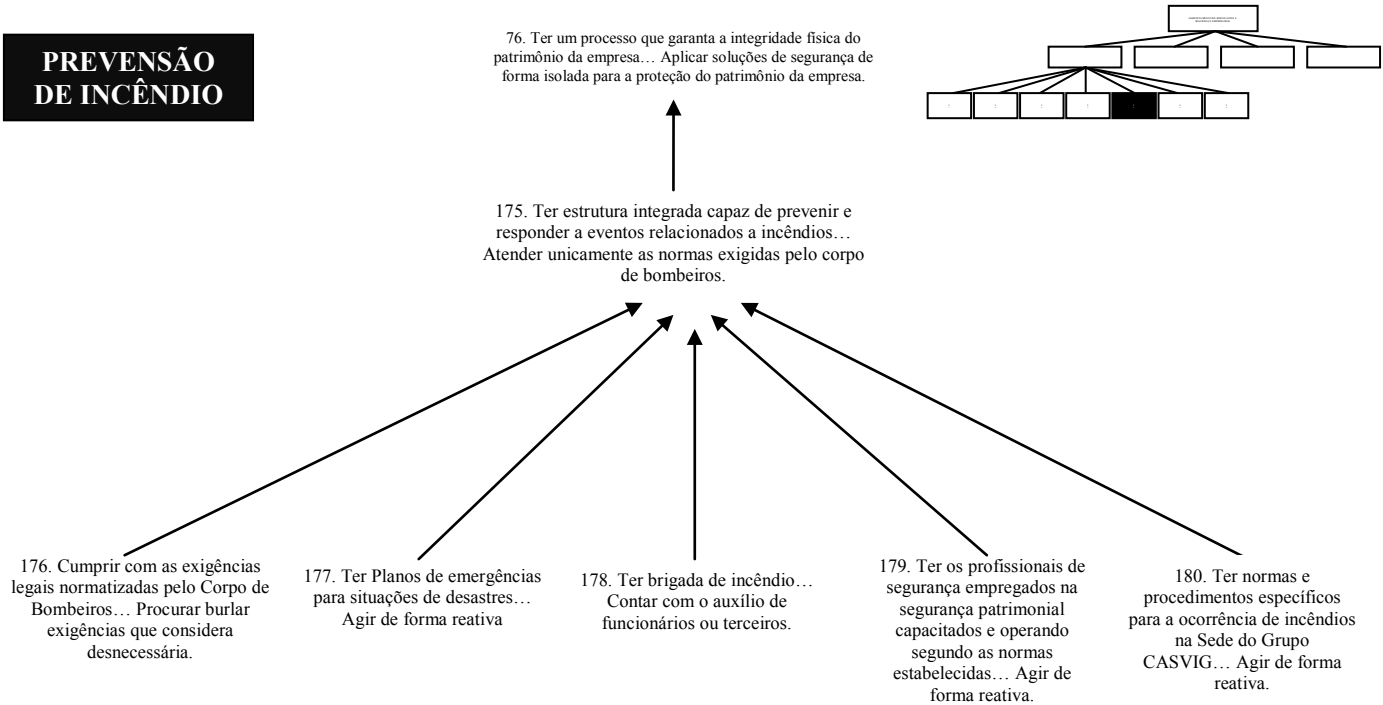 PREVENSÃO
DE INCÊNDIO
76. Ter um processo que garanta a integridade física do
patrimônio da empresa… Aplicar soluções de segurança de
forma isolada para a proteção do patrimônio da empresa.
175. Ter estrutura integrada capaz de prevenir e
responder a eventos relacionados a incêndios…
Atender unicamente as normas exigidas pelo corpo
de bombeiros.
176. Cumprir com as exigências
legais normatizadas pelo Corpo de
Bombeiros… Procurar burlar
exigências que considera
desnecessária.
177. Ter Planos de emergências
para situações de desastres…
Agir de forma reativa
178. Ter brigada de incêndio…
Contar com o auxílio de
funcionários ou terceiros.
179. Ter os profissionais de
segurança empregados na
segurança patrimonial
capacitados e operando
segundo as normas
estabelecidas… Agir de
forma reativa.
180. Ter normas e
procedimentos específicos
para a ocorrência de incêndios
na Sede do Grupo
CASVIG… Agir de forma
reativa.